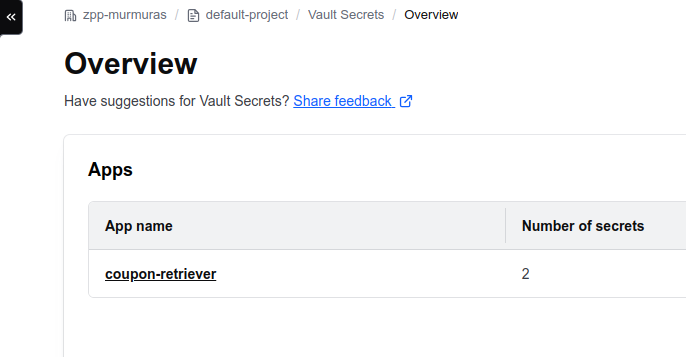 « zpp-murmuras / default-project / Vault Secrets / Overview
Overview
Have suggestions for Vault Secrets? Share feedback
Apps
App name Number of secrets
coupon-retriever 2